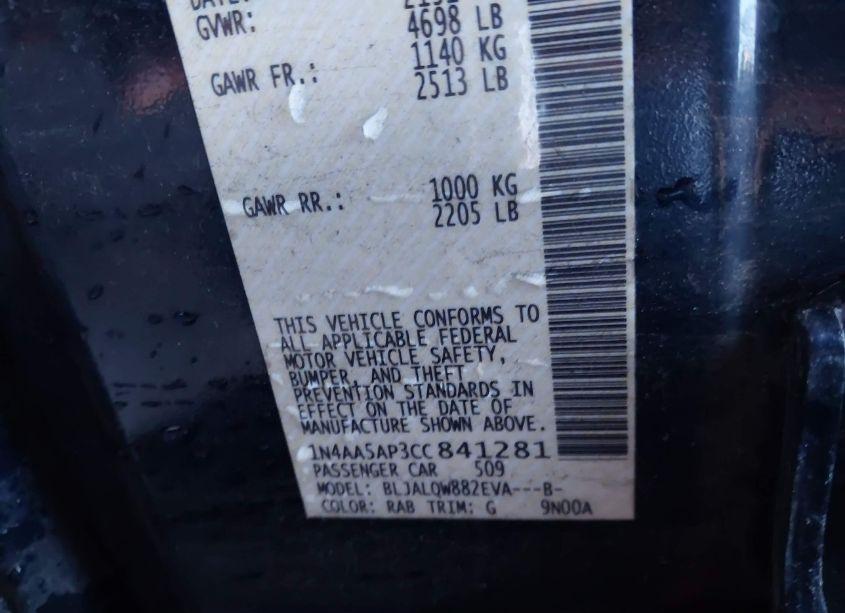 GVWR: 4698 LB
GAWR FR.: 1140 KG
2513 LB
GAWR RR.: 1000 KG
2205 LB
THIS VEHICLE CONFORMS TO
ALL APPLICABLE FEDERAL
MOTOR VEHICLE SAFETY,
BUMPER, AND THEFT
PREVENTION STANDARDS IN
EFFECT ON THE DATE OF
MANUFACTURE SHOWN ABOVE.
1N4AA5AP3CC841281
PASSENGER CAR 509
MODEL: BLJALQW882EVA---B-
COLOR: RAB TRIM: G 9N00A